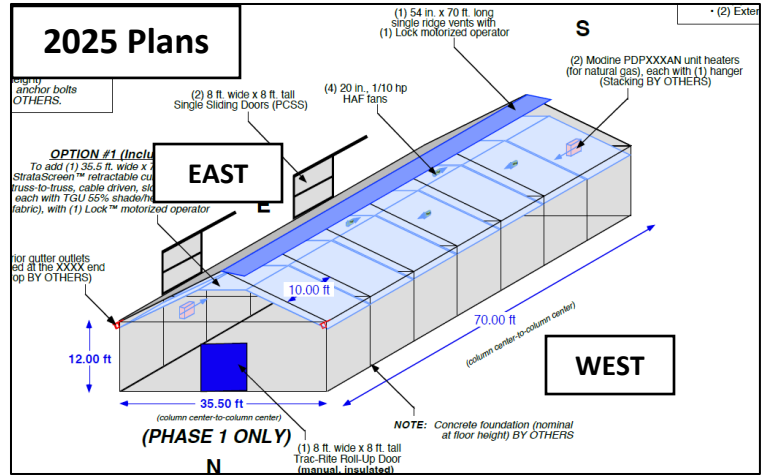 2025 Plans
(1) 54 in. x 70 ft. long
single ridge vents with
(1) Lock motorized operator
S
• (2) Exter
anchor bolts
OTHERS.
(2) 8 ft. wide x 8 ft. tall
Single Sliding Doors (PCSS)
(4) 20 in., 1/10 hp
HAF fans
(2) Modine PDPXXXAN unit heaters
(for natural gas), each with (1) hanger
(Stacking BY OTHERS)
OPTION #1 (Inclu
To add (1) 35.5 ft. wide x 7
StrataScreen™ refractable cu
truss-to-truss, cable driven, slo
each with TGU 55% shade/he
fabric), with (1) Lock™ motorized operator
EAST
rior gutter outlets
ed at the XXXX end
op BY OTHERS)
10.00 ft
12.00 ft
70.00 ft
(column center-to-column center)
WEST
35.50 ft
(column center-to-column center)
(PHASE 1 ONLY)
NOTE: Concrete foundation (nominal
at floor height) BY OTHERS
(1) 8 ft. wide x 8 ft. tall
Trac-Rite Roll-Up Door
(manual, insulated)
N